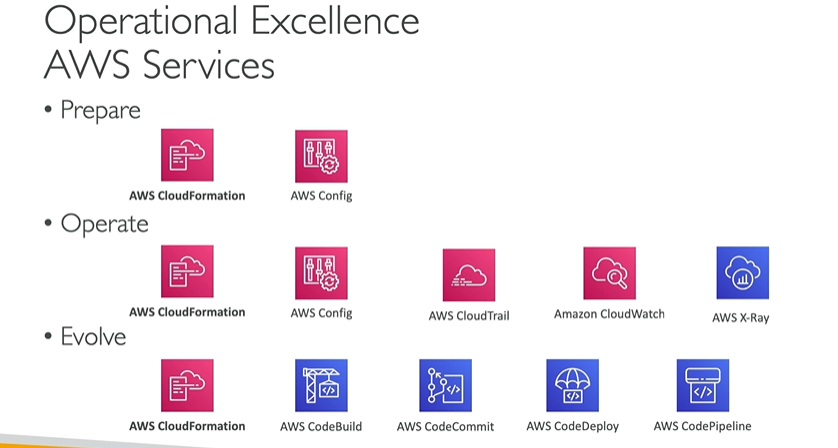 Operational Excellence
AWS Services
• Prepare
AWS CloudFormation AWS Config
• Operate
AWS CloudFormation AWS Config AWS CloudTrail Amazon CloudWatch AWS X-Ray
• Evolve
AWS CloudFormation AWS CodeBuild AWS CodeCommit AWS CodeDeploy AWS CodePipeline